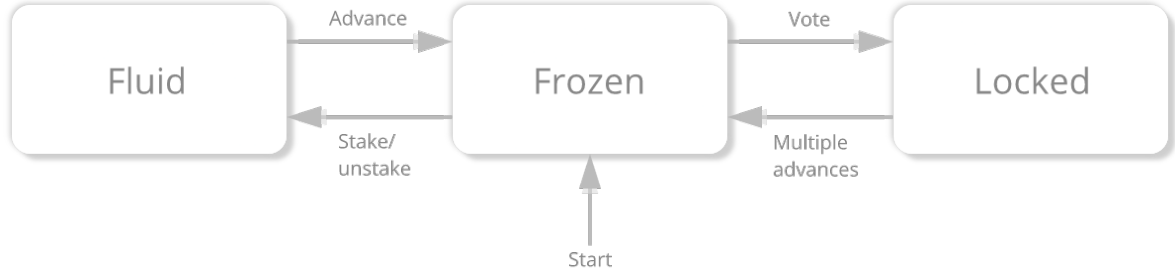 Advance
Vote
Fluid
Frozen
Locked
Stake/
unstake
Multiple
advances
Start